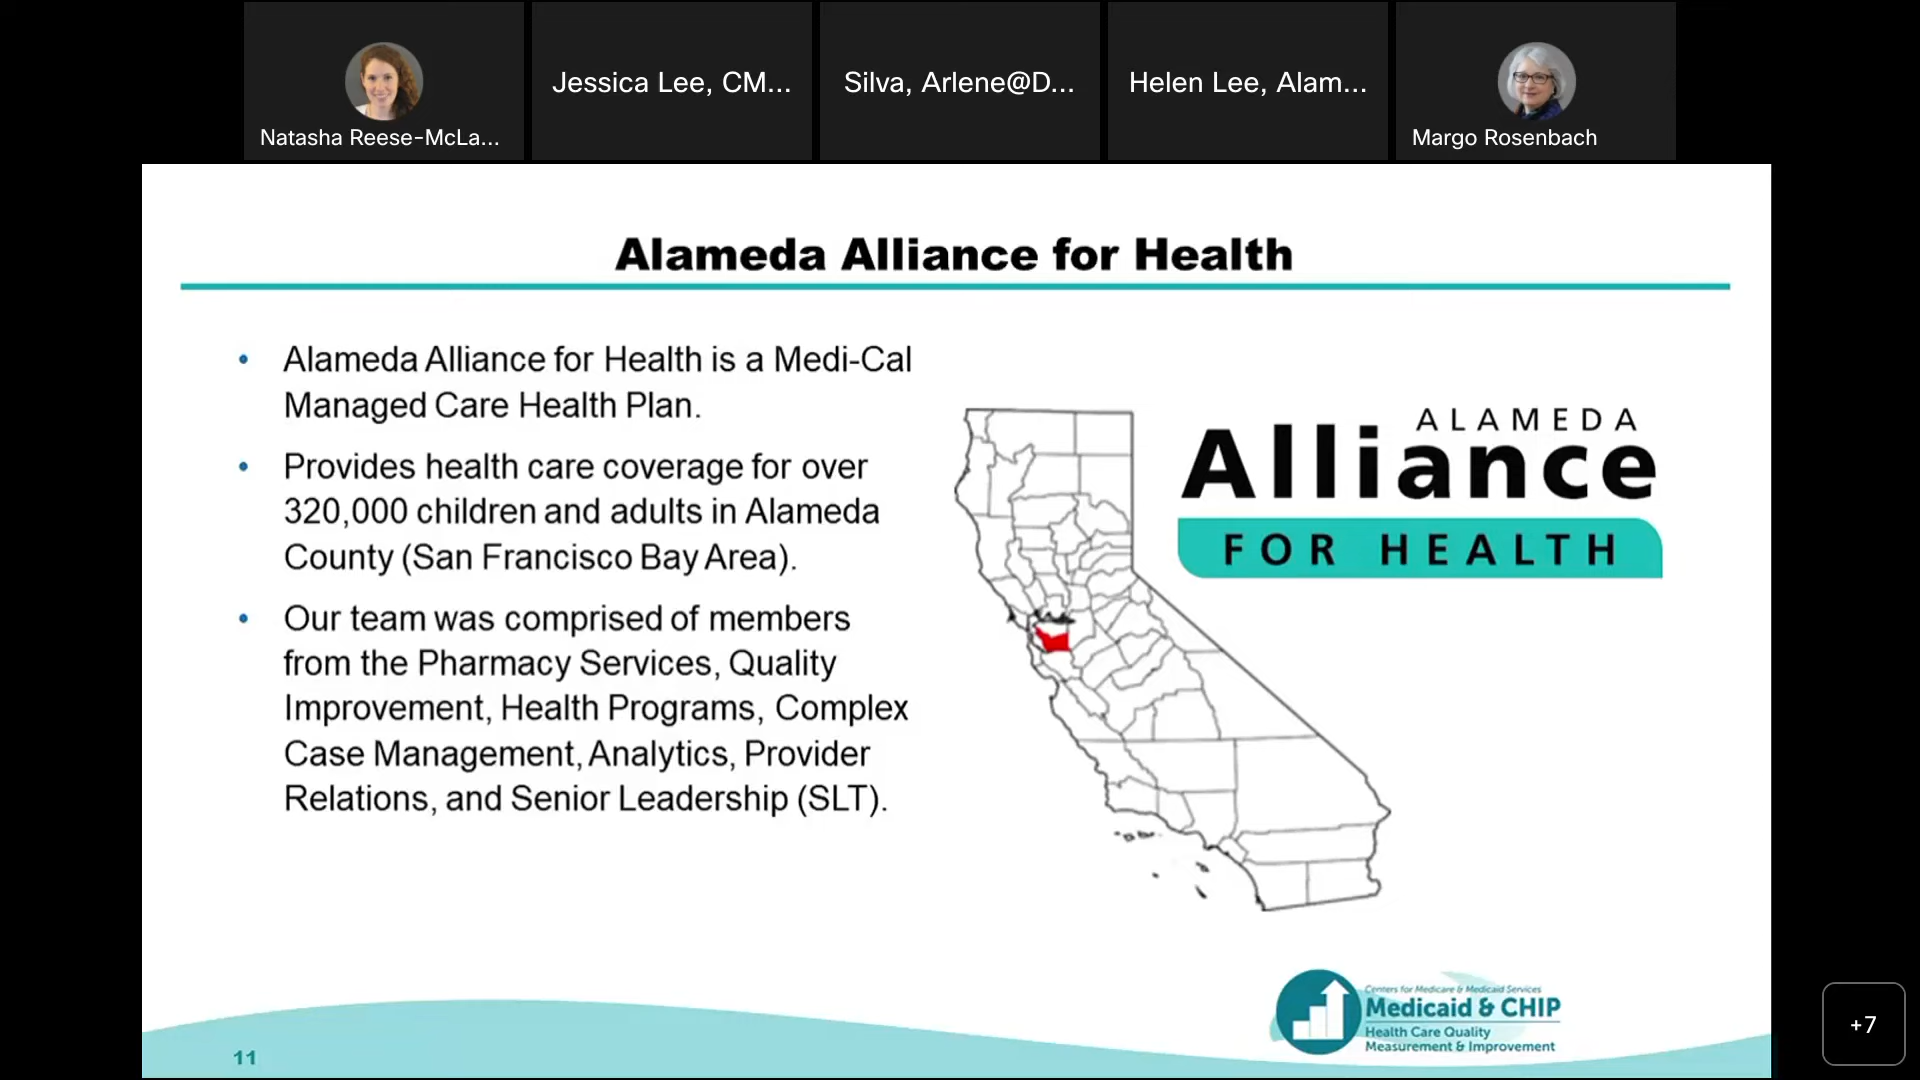 Natasha Reese-McLa...
Jessica Lee, CM...
Silva, Arlene@D...
Helen Lee, Alam...
Margo Rosenbach
Alameda Alliance for Health
• Alameda Alliance for Health is a Medi-Cal
Managed Care Health Plan.
• Provides health care coverage for over
320,000 children and adults in Alameda
County (San Francisco Bay Area).
• Our team was comprised of members
from the Pharmacy Services, Quality
Improvement, Health Programs, Complex
Case Management, Analytics, Provider
Relations, and Senior Leadership (SLT).
ALAMEDA
Alliance
FOR HEALTH
Centers for Medicare & Medicaid Services
Medicaid & CHIP
Health Care Quality
Measurement & Improvement
11
+7